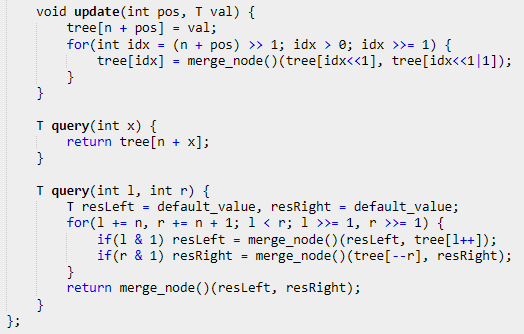 void update(int pos, T val) {
tree[n + pos] = val;
for(int idx = (n + pos) >> 1; idx > 0; idx >>= 1) {
tree[idx] = merge_node()(tree[idx<<1], tree[idx<<1|1]);
}
}
T query(int x) {
return tree[n + x];
}
T query(int l, int r) {
T resLeft = default_value, resRight = default_value;
for(l += n, r += n + 1; l < r; l >>= 1, r >>= 1) {
if(l & 1) resLeft = merge_node()(resLeft, tree[l++]);
if(r & 1) resRight = merge_node()(tree[--r], resRight);
}
return merge_node()(resLeft, resRight);
}
};